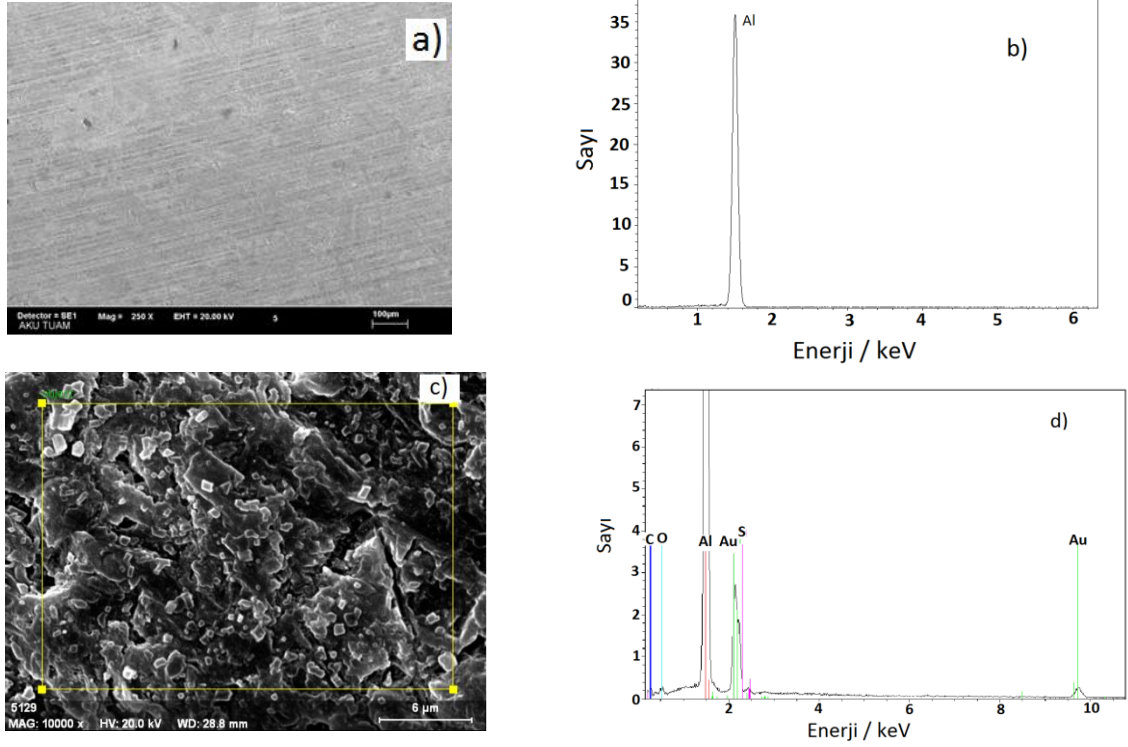 a)
Detector = SE1 Mag = 250 X EHT = 20.00 kV 5 100µm
AKU TUAM
b)
Al
Sayı
35
30
25
20
15
10
5
0
1 2 3 4 5 6
Enerji / keV
c)
5129
MAG: 10000 x HV: 20.0 kV WD: 28.8 mm 6 µm
d)
Sayı
7
6
5
4
3
2
1
0
C O Al Au S Au
2 4 6 8 10
Enerji / keV